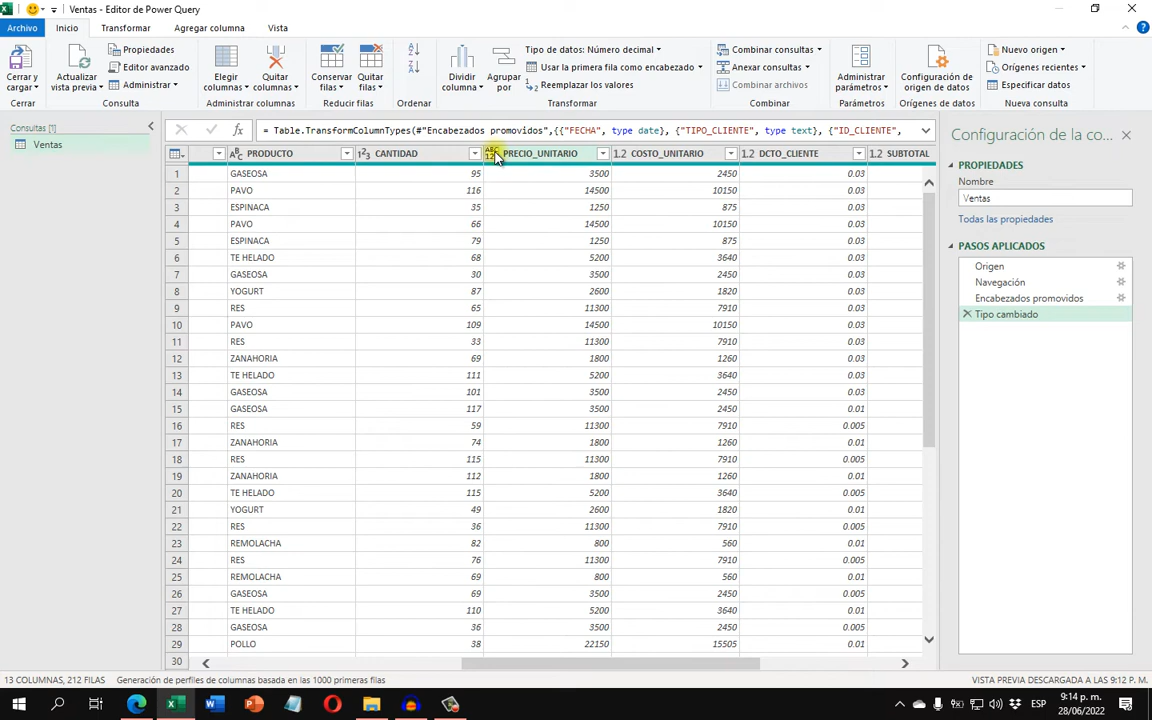 Ventas - Editor de Power Query
Archivo Inicio Transformar Agregar columna Vista
Cerrar y cargar
Cerrar
Actualizar vista previa
Propiedades
Editor avanzado
Administrar
Consulta
Elegir columnas
Quitar columnas
Administrar columnas
Conservar filas
Quitar filas
Reducir filas
Ordenar
Dividir columna
Agrupar por
Tipo de datos: Número decimal
Usar la primera fila como encabezado
Reemplazar los valores
Transformar
Combinar consultas
Anexar consultas
Combinar archivos
Combinar
Administrar parámetros
Parámetros
Configuración de origen de datos
Orígenes de datos
Nuevo origen
Orígenes recientes
Especificar datos
Nueva consulta
Consultas [1]
Ventas
= Table.TransformColumnTypes(#"Encabezados promovidos",{{"FECHA", type date}, {"TIPO_CLIENTE", type text}, {"ID_CLIENTE",
PRODUCTO CANTIDAD PRECIO_UNITARIO 1.2 COSTO_UNITARIO 1.2 DCTO_CLIENTE 1.2 SUBTOTAL
1 GASEOSA 95 3500 2450 0.03
2 PAVO 116 14500 10150 0.03
3 ESPINACA 35 1250 875 0.03
4 PAVO 66 14500 10150 0.03
5 ESPINACA 79 1250 875 0.03
6 TE HELADO 68 5200 3640 0.03
7 GASEOSA 30 3500 2450 0.03
8 YOGURT 87 2600 1820 0.03
9 RES 65 11300 7910 0.03
10 PAVO 109 14500 10150 0.03
11 RES 33 11300 7910 0.03
12 ZANAHORIA 69 1800 1260 0.03
13 TE HELADO 111 5200 3640 0.03
14 GASEOSA 101 3500 2450 0.03
15 GASEOSA 117 3500 2450 0.01
16 RES 59 11300 7910 0.005
17 ZANAHORIA 74 1800 1260 0.01
18 RES 115 11300 7910 0.005
19 ZANAHORIA 112 1800 1260 0.01
20 TE HELADO 115 5200 3640 0.005
21 YOGURT 49 2600 1820 0.01
22 RES 36 11300 7910 0.005
23 REMOLACHA 82 800 560 0.01
24 RES 76 11300 7910 0.005
25 REMOLACHA 69 800 560 0.01
26 GASEOSA 69 3500 2450 0.005
27 TE HELADO 110 5200 3640 0.01
28 GASEOSA 36 3500 2450 0.005
29 POLLO 38 22150 15505 0.01
30
Configuración de la co...
PROPIEDADES
Nombre
Ventas
Todas las propiedades
PASOS APLICADOS
Origen
Navegación
Encabezados promovidos
Tipo cambiado
13 COLUMNAS, 212 FILAS Generación de perfiles de columnas basada en las 1000 primeras filas VISTA PREVIA DESCARGADA A LAS 9:12 P. M.
ESP
9:14 p. m.
28/06/2022